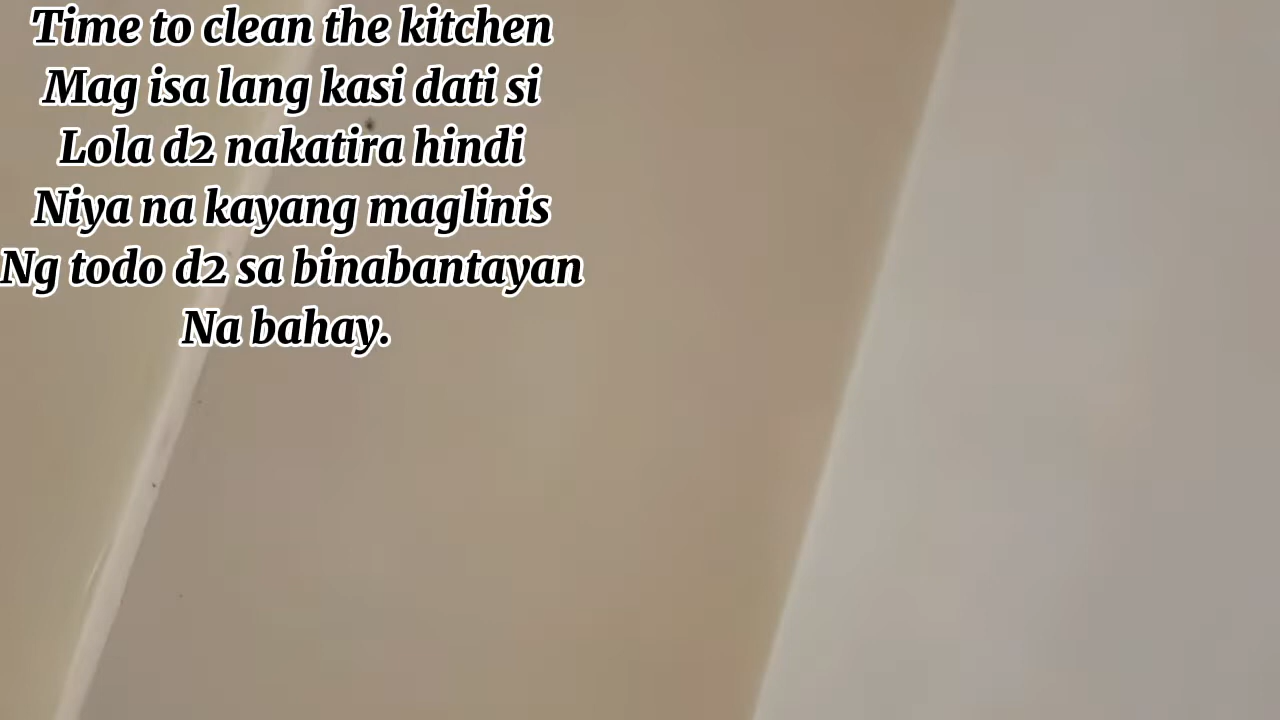 Time to clean the kitchen
Mag isa lang kasi dati si
Lola d2 nakatira hindi
Niya na kayang maglinis
Ng todo d2 sa binabantayan
Na bahay.